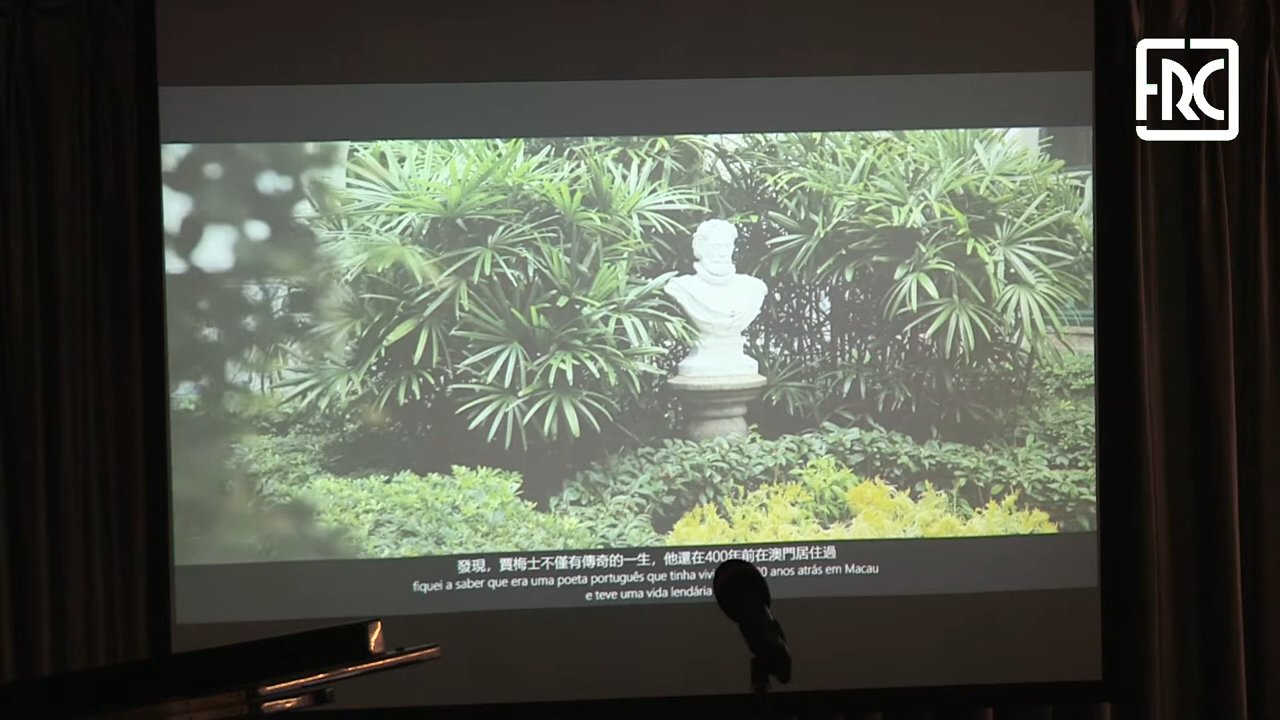 FRC
發現，賈梅士不僅有傳奇的一生，他還在400年前在澳門居住過
fiquei a saber que era uma poeta português que tinha 0 anos atrás em Macau
e teve uma vida lendária